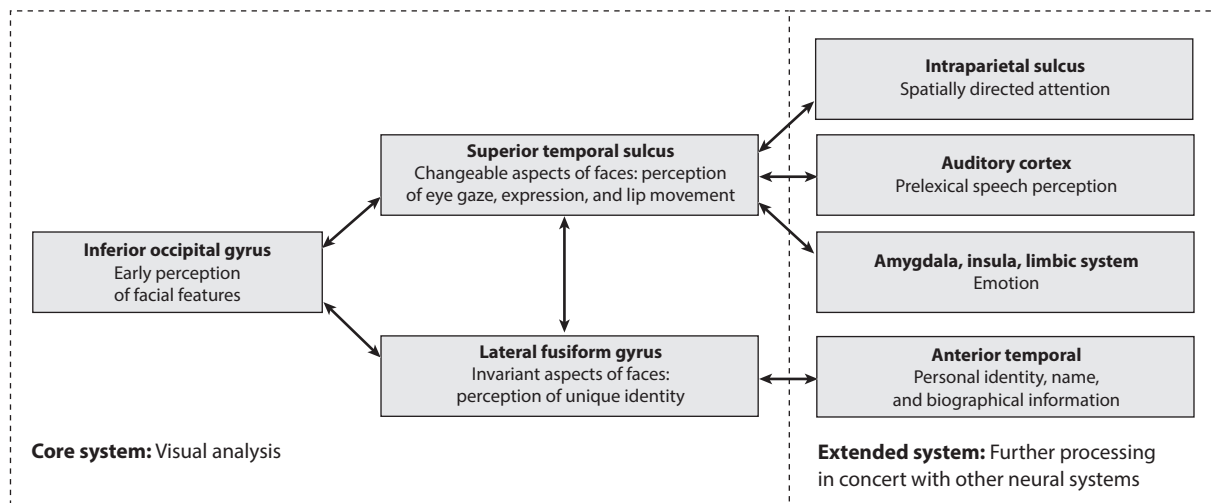 Intraparietal sulcus
Spatially directed attention
Superior temporal sulcus
Changeable aspects of faces: perception
of eye gaze, expression, and lip movement
Auditory cortex
Prelexical speech perception
Inferior occipital gyrus
Early perception
of facial features
Amygdala, insula, limbic system
Emotion
Lateral fusiform gyrus
Invariant aspects of faces:
perception of unique identity
Anterior temporal
Personal identity, name,
and biographical information
Core system: Visual analysis
Extended system: Further processing
in concert with other neural systems